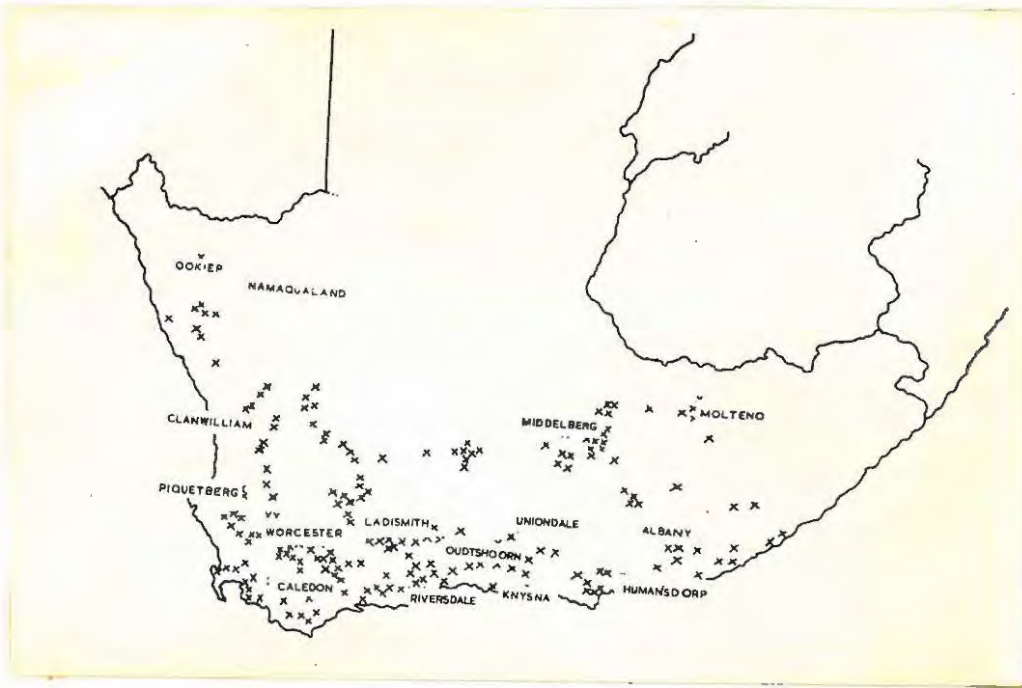 OOKIEP
NAMAQUALAND
CLANWILLIAM
MIDDELBERG
MOLTENO
PIQUETBERG
LADISMITH
UNIONDALE
WORCESTER
ALBANY
OUDTSHOORN
CALEDON
RIVERSDALE
KNYSNA
HUMANSDORP